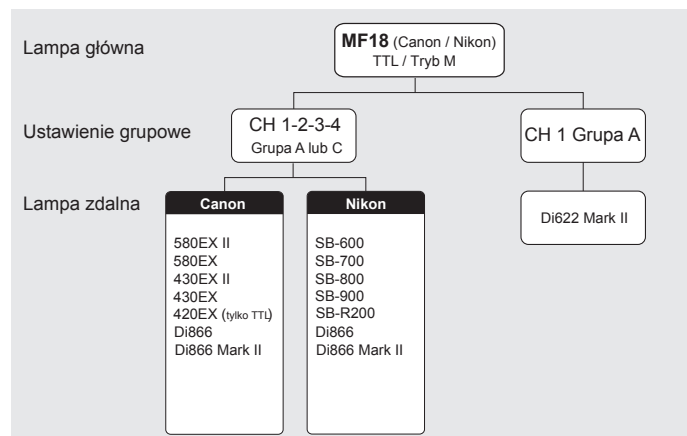 Lampa główna
MF18 (Canon / Nikon)
TTL / Tryb M
Ustawienie grupowe
CH 1-2-3-4
Grupa A lub C
CH 1 Grupa A
Lampa zdalna
Canon
580EX II
580EX
430EX II
430EX
420EX (tylko TTL)
Di866
Di866 Mark II
Nikon
SB-600
SB-700
SB-800
SB-900
SB-R200
Di866
Di866 Mark II
Di622 Mark II